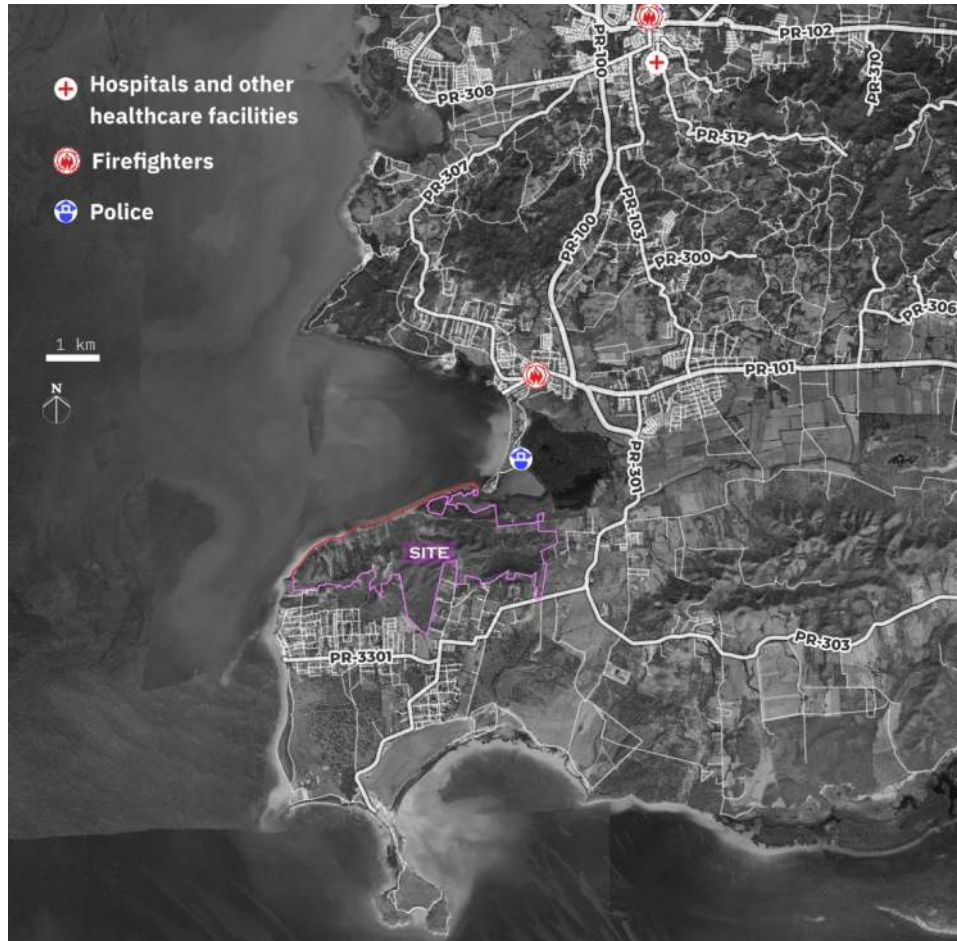 Hospitals and other
healthcare facilities
Firefighters
Police
1 km
N
PR-100
PR-102
PR-310
PR-308
PR-312
PR-307
PR-103
PR-100
PR-300
PR-306
PR-101
PR-301
SITE
PR-303
PR-3301